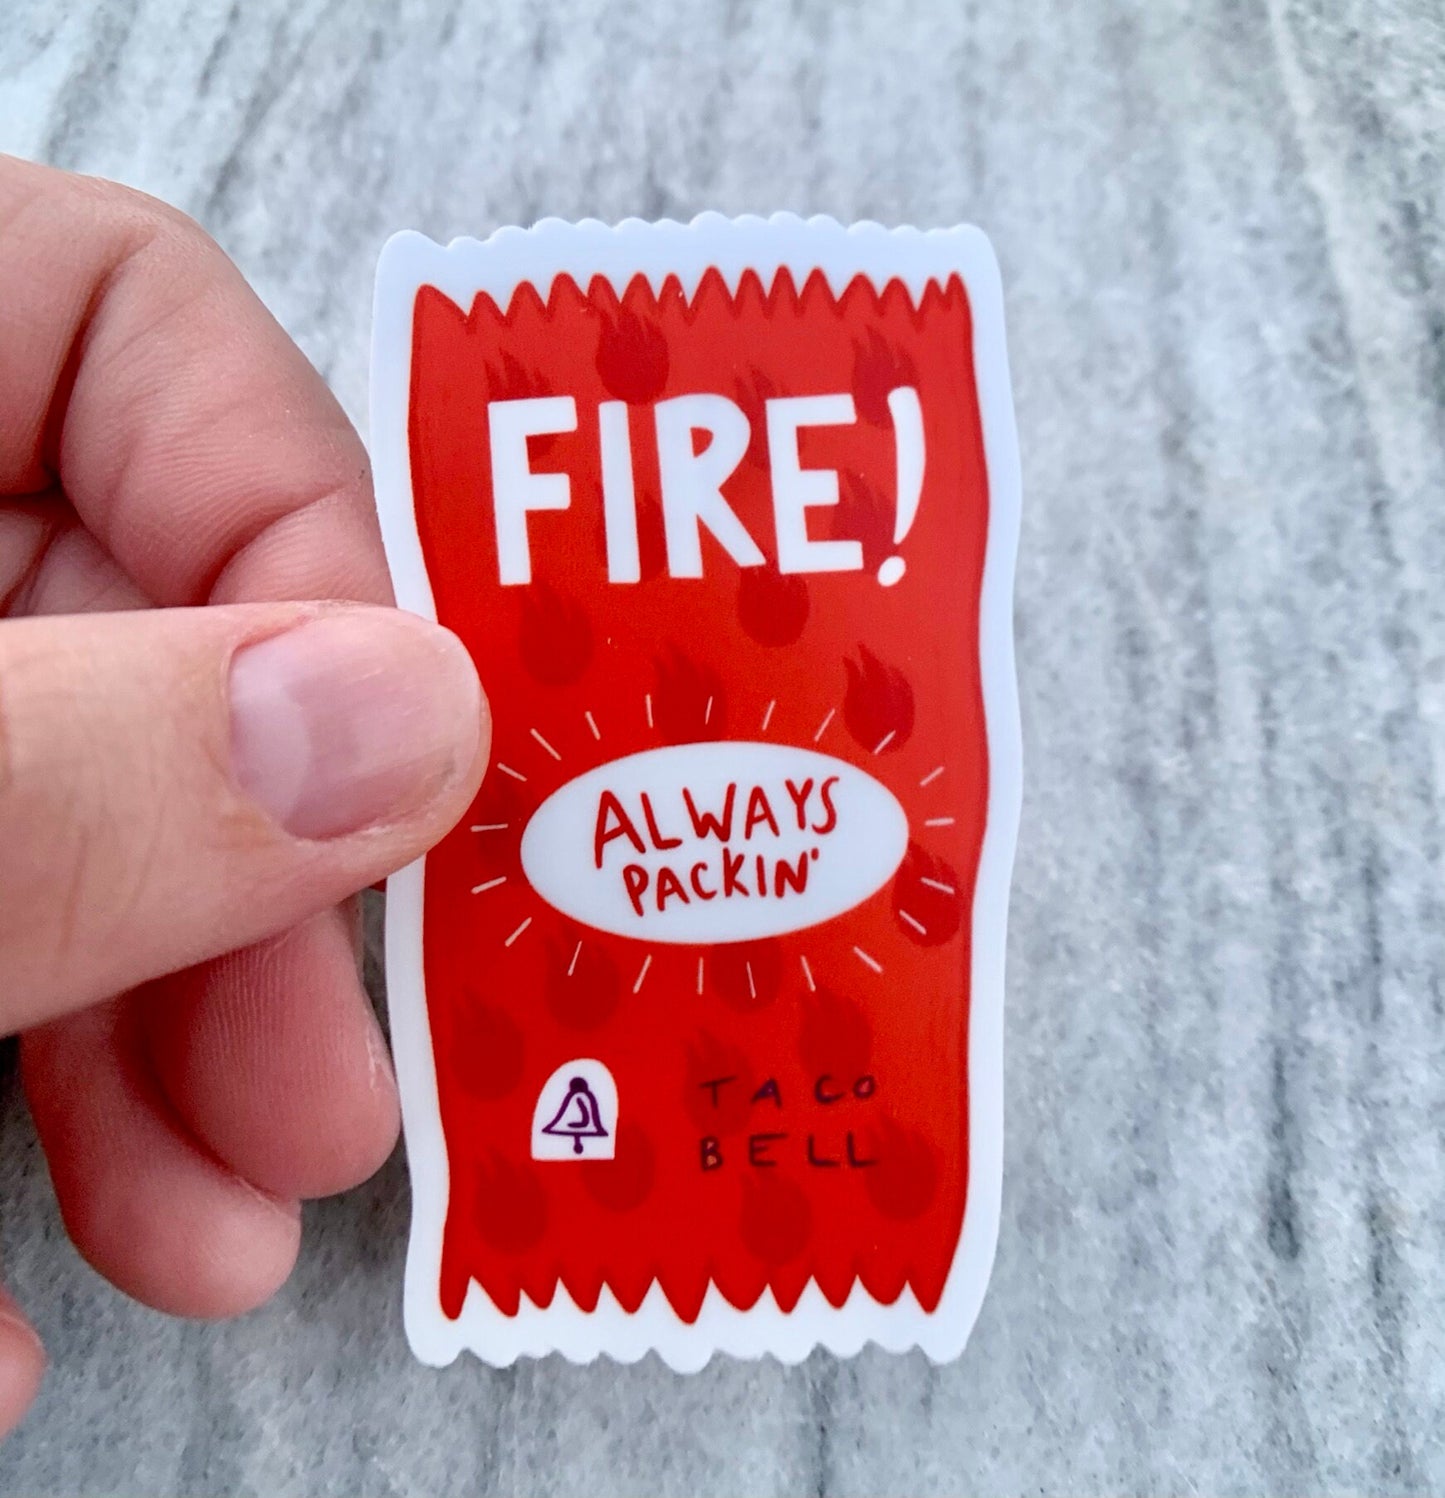 FIRE!
ALWAYS
PACKIN'
TACO
BELL